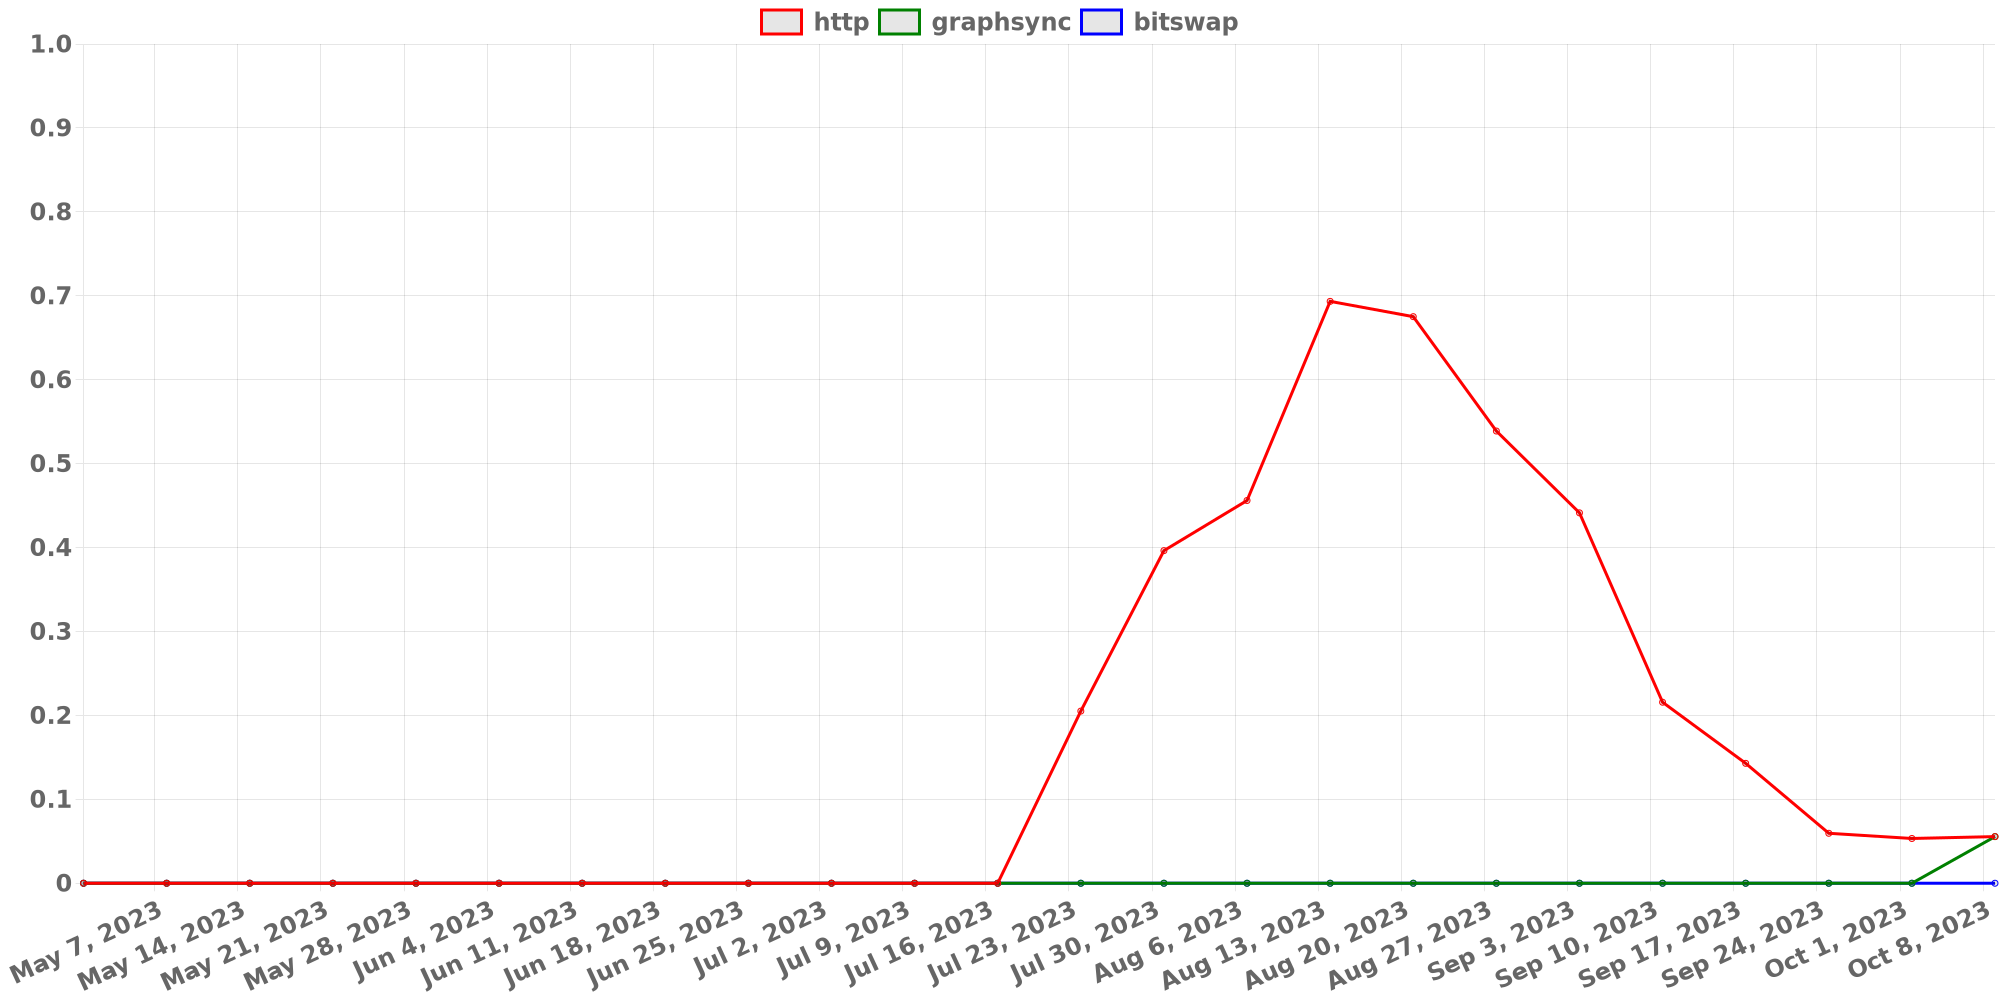 http graphsync bitswap
1.0
0.9
0.8
0.7
0.6
0.5
0.4
0.3
0.2
0.1
0
May 7, 2023
May 14, 2023
May 21, 2023
May 28, 2023
Jun 4, 2023
Jun 11, 2023
Jun 18, 2023
Jun 25, 2023
Jul 2, 2023
Jul 9, 2023
Jul 16, 2023
Jul 23, 2023
Jul 30, 2023
Aug 6, 2023
Aug 13, 2023
Aug 20, 2023
Aug 27, 2023
Sep 3, 2023
Sep 10, 2023
Sep 17, 2023
Sep 24, 2023
Oct 1, 2023
Oct 8, 2023